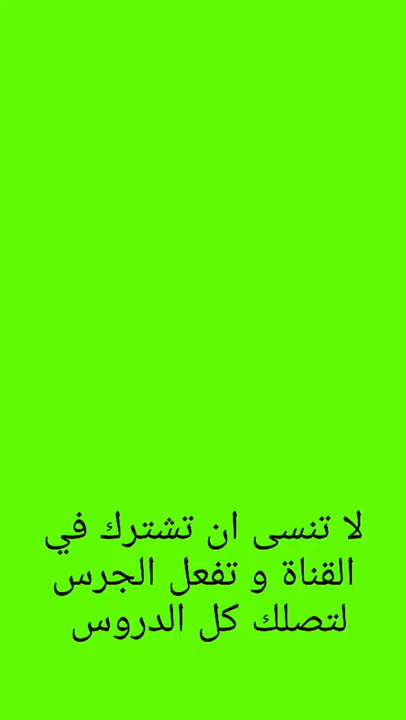 لا تنسى ان تشترك في
القناة و تفعل الجرس
لتصلك كل الدروس